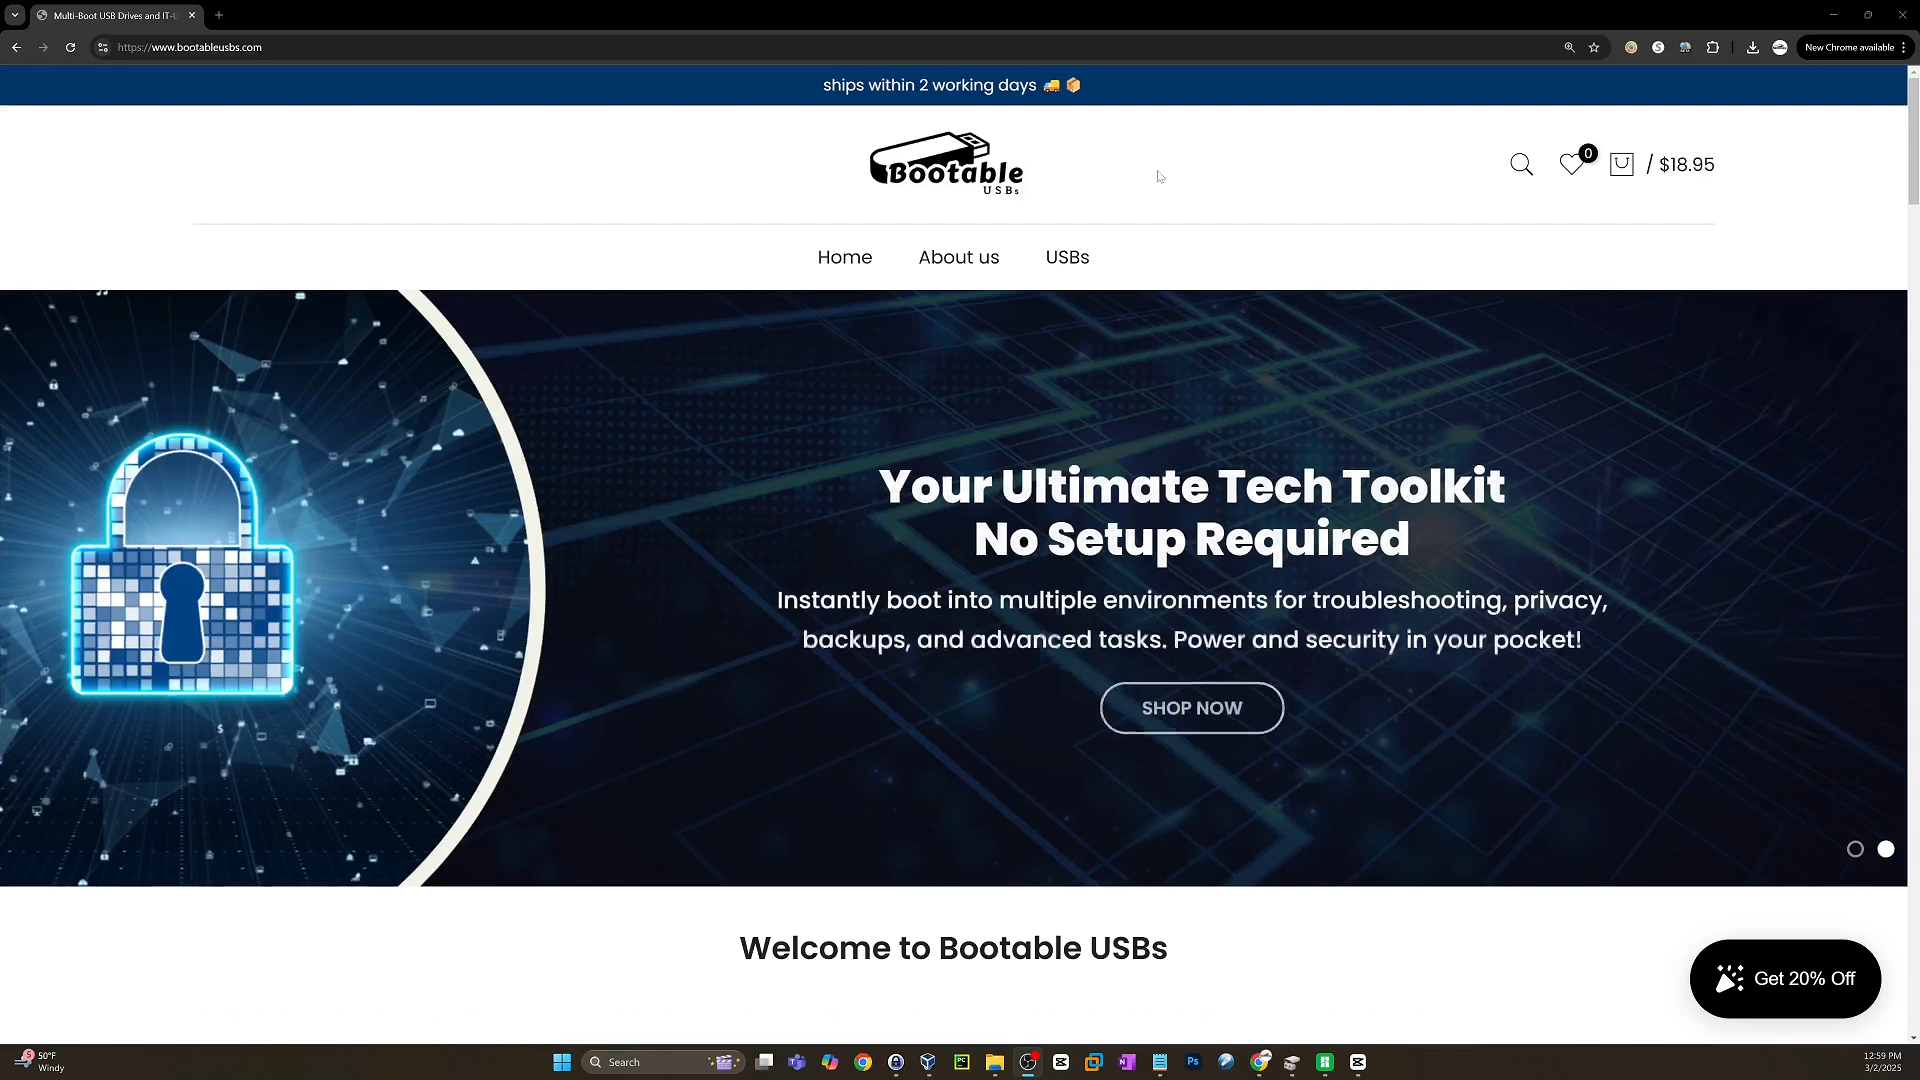 Multi-Boot USB Drives and IT-U
https://www.bootableusbs.com
New Chrome available
ships within 2 working days
Bootable
USBs
0
/ $18.95
Home
About us
USBs
Your Ultimate Tech Toolkit
No Setup Required
Instantly boot into multiple environments for troubleshooting, privacy,
backups, and advanced tasks. Power and security in your pocket!
SHOP NOW
Welcome to Bootable USBs
Get 20% Off
50°F
Windy
Search
PC
Ps
12:59 PM
3/2/2025